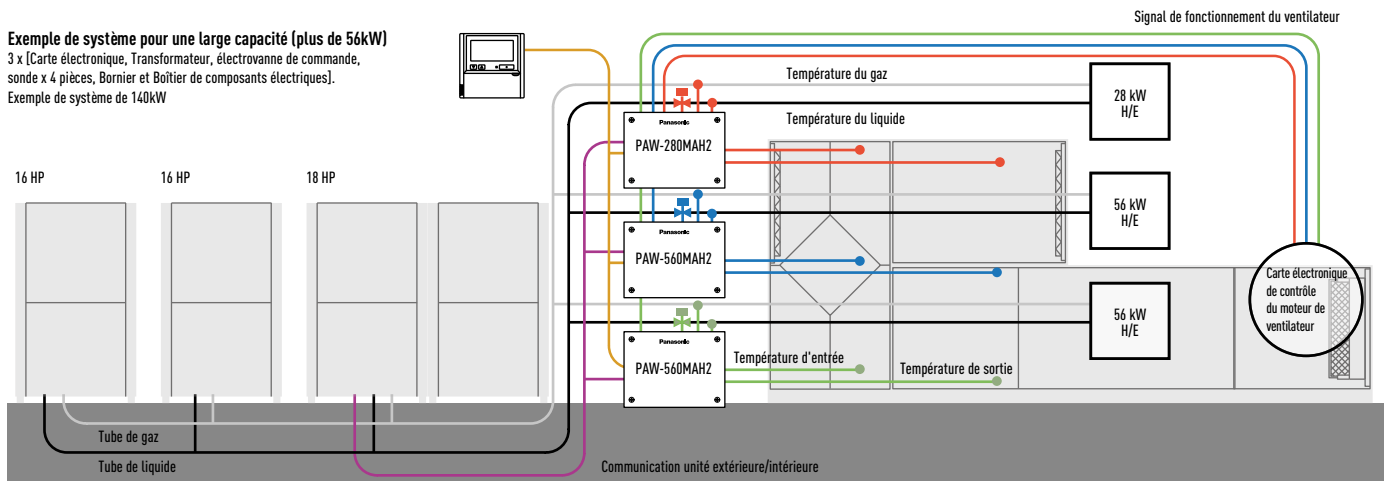 Exemple de système pour une large capacité (plus de 56kW)
3 x [Carte électronique, Transformateur, électrovanne de commande,
sonde x 4 pièces, Bornier et Boîtier de composants électriques].
Exemple de système de 140kW
Signal de fonctionnement du ventilateur
Température du gaz
28 kW
H/E
Température du liquide
Panasonic
PAW-280MAH2
16 HP
16 HP
18 HP
56 kW
H/E
Panasonic
PAW-560MAH2
Carte électronique
de contrôle
du moteur de
ventilateur
56 kW
H/E
Panasonic
PAW-560MAH2
Température d'entrée
Température de sortie
Tube de gaz
Tube de liquide
Communication unité extérieure/intérieure